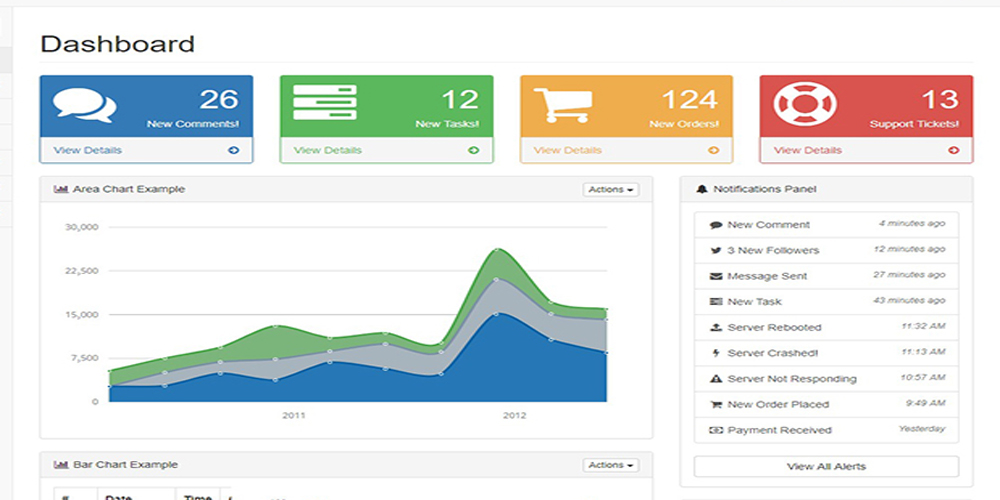 Dashboard
26
New Comments!
View Details
12
New Tasks!
View Details
124
New Orders!
View Details
13
Support Tickets!
View Details
Area Chart Example
Actions
30,000
22,500
15,000
7,500
0
2011
2012
Notifications Panel
New Comment 4 minutes ago
3 New Followers 12 minutes ago
Message Sent 27 minutes ago
New Task 43 minutes ago
Server Rebooted 11:32 AM
Server Crashed! 11:13 AM
Server Not Responding 10:57 AM
New Order Placed 9:49 AM
Payment Received Yesterday
View All Alerts
Bar Chart Example
Actions
# Date Time